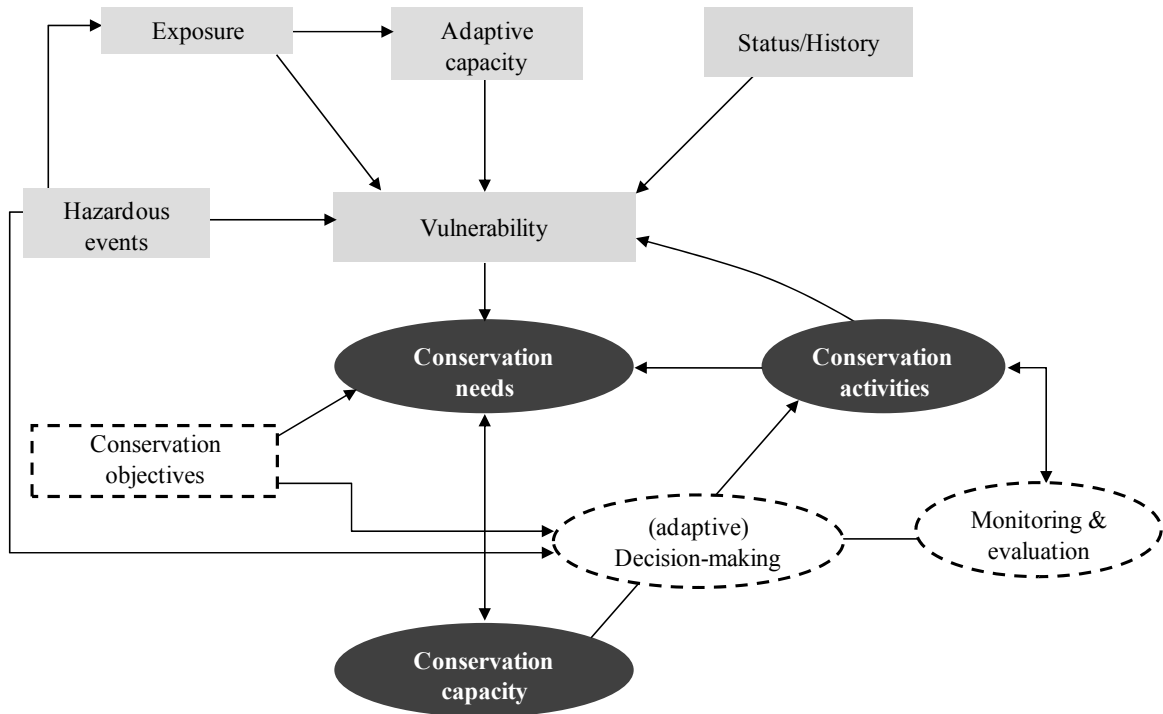 Exposure
Adaptive
capacity
Status/History
Hazardous
events
Vulnerability
Conservation
needs
Conservation
activities
Conservation
objectives
(adaptive)
Decision-making
Monitoring &
evaluation
Conservation
capacity